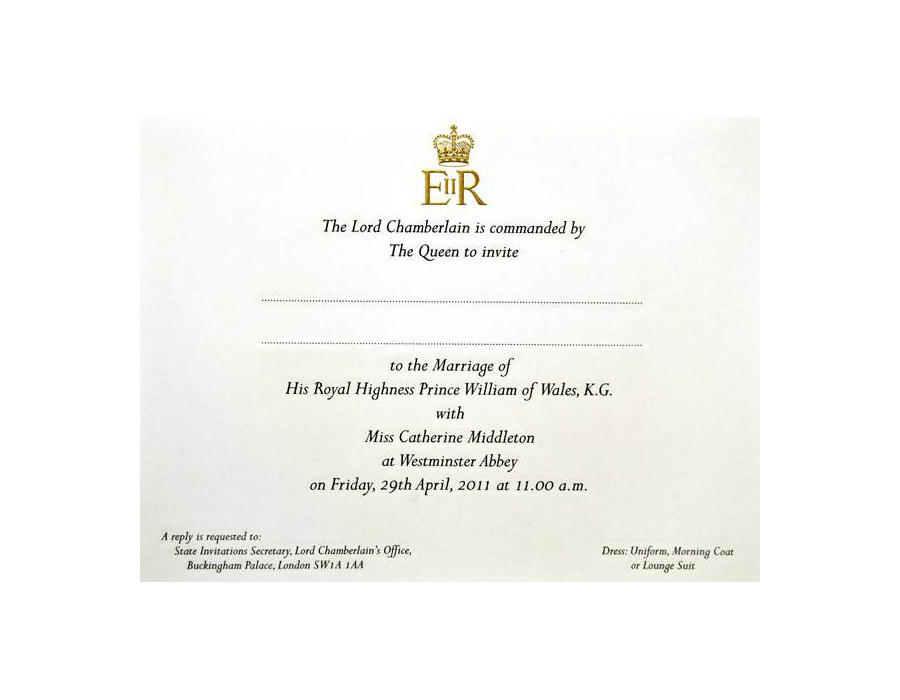 EIIR
The Lord Chamberlain is commanded by
The Queen to invite
to the Marriage of
His Royal Highness Prince William of Wales, K.G.
with
Miss Catherine Middleton
at Westminster Abbey
on Friday, 29th April, 2011 at 11.00 a.m.
A reply is requested to:
State Invitations Secretary, Lord Chamberlain's Office,
Buckingham Palace, London SW1A 1AA
Dress: Uniform, Morning Coat
or Lounge Suit